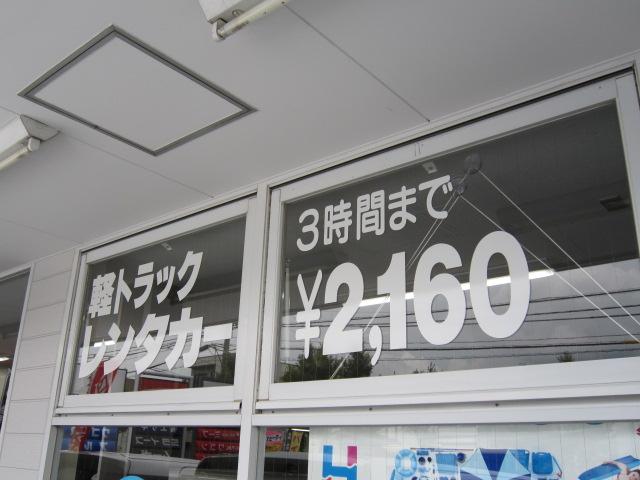 軽トラック
レンタカー
3時間まで
¥2,160